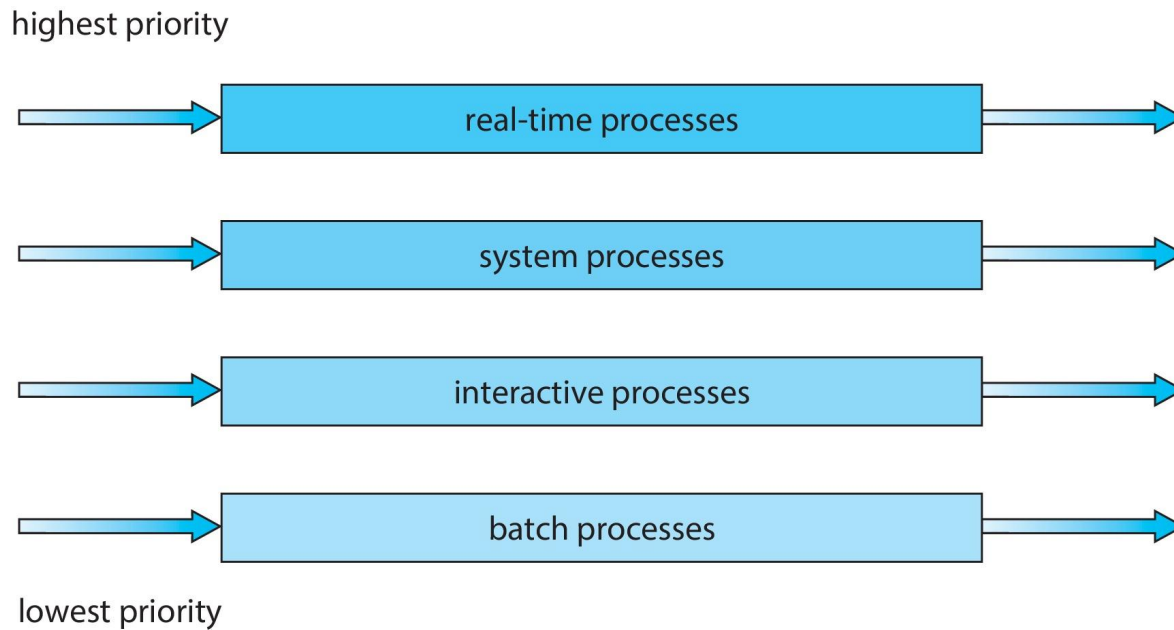 highest priority
real-time processes
system processes
interactive processes
batch processes
lowest priority